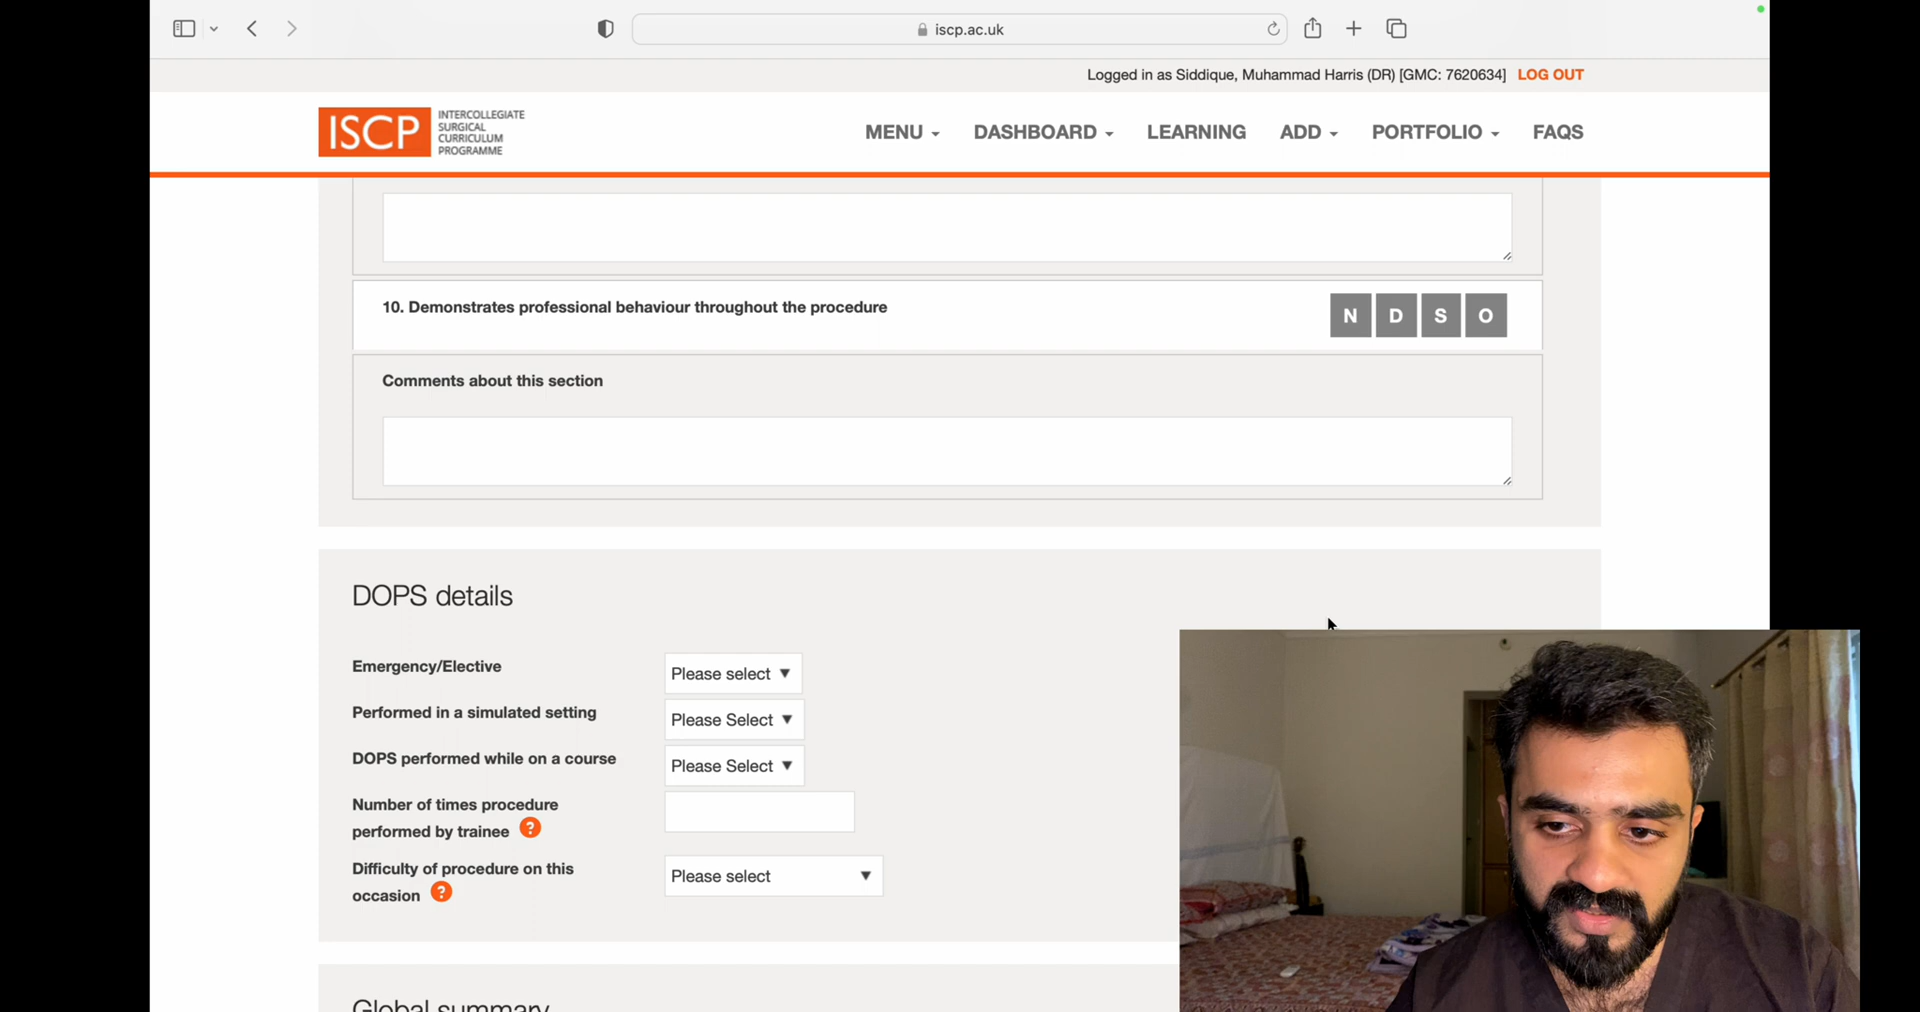 iscp.ac.uk
Logged in as Siddique, Muhammad Harris (DR) [GMC: 7620634] LOG OUT
ISCP
INTERCOLLEGIATE
SURGICAL
CURRICULUM
PROGRAMME
MENU DASHBOARD LEARNING ADD PORTFOLIO FAQS
10. Demonstrates professional behaviour throughout the procedure N D S O
Comments about this section
DOPS details
Emergency/Elective Please select
Performed in a simulated setting Please Select
DOPS performed while on a course Please Select
Number of times procedure
performed by trainee ?
Difficulty of procedure on this
occasion ? Please select
Global summary